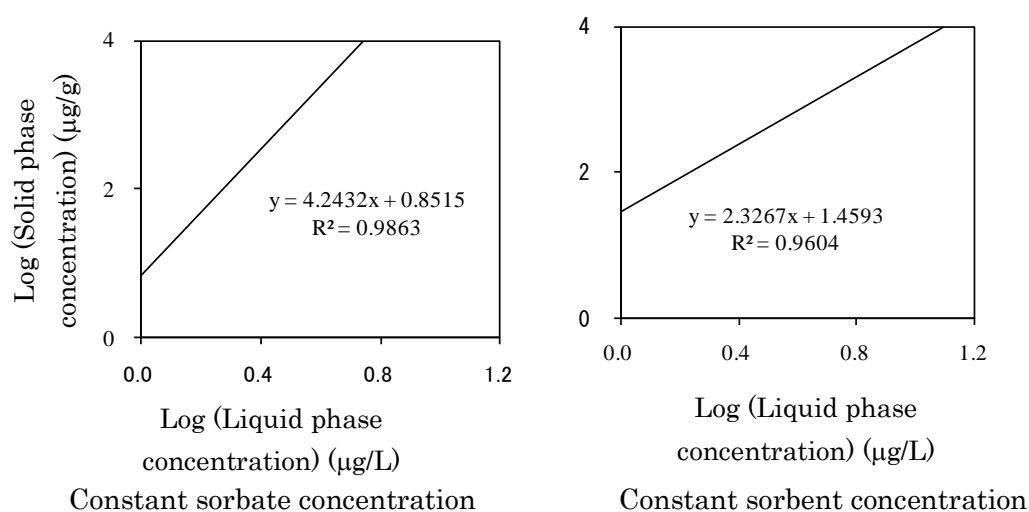 Log (Solid phase
concentration) (µg/g)
4
2
0
y = 4.2432x + 0.8515
R² = 0.9863
0.0 0.4 0.8 1.2
Log (Liquid phase
concentration) (µg/L)
Constant sorbate concentration
4
2
0
y = 2.3267x + 1.4593
R² = 0.9604
0.0 0.4 0.8 1.2
Log (Liquid phase
concentration) (µg/L)
Constant sorbent concentration